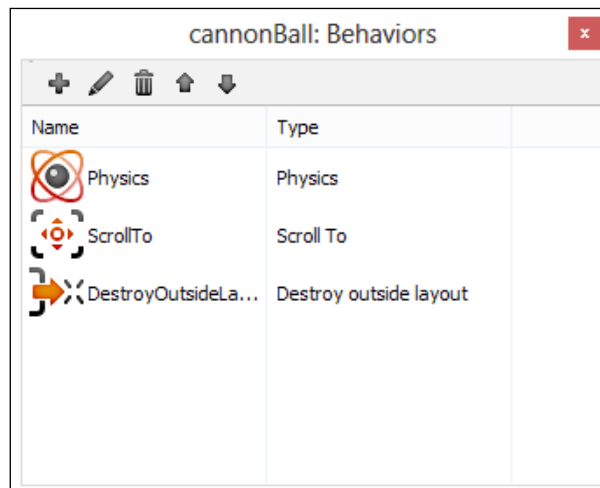 cannonBall: Behaviors
x
Name Type
Physics Physics
ScrollTo Scroll To
DestroyOutsideLa... Destroy outside layout